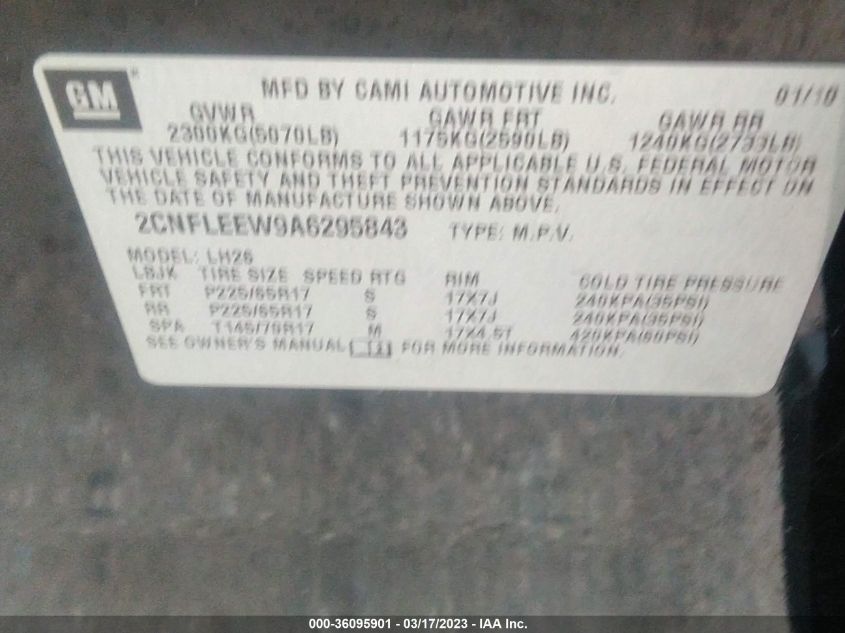 GM ® MFD BY CAMI AUTOMOTIVE INC. 01/10
GVWR GAWR FRT GAWR RR
2300KG(5070LB) 1175KG(2590LB) 1240KG(2733LB)
THIS VEHICLE CONFORMS TO ALL APPLICABLE U.S. FEDERAL MOTOR
VEHICLE SAFETY AND THEFT PREVENTION STANDARDS IN EFFECT ON
THE DATE OF MANUFACTURE SHOWN ABOVE.
2CNFLEEW9A6295843 TYPE: M.P.V.
MODEL: LH26
LBJK TIRE SIZE SPEED RTG RIM COLD TIRE PRESSURE
FRT P225/65R17 S 17X7J 240KPA(35PSI)
RR P225/65R17 S 17X7J 240KPA(35PSI)
SPA T145/70R17 M 17X4.5T 420KPA(60PSI)
SEE OWNER'S MANUAL FOR MORE INFORMATION.
000-36095901 - 03/17/2023 - IAA Inc.